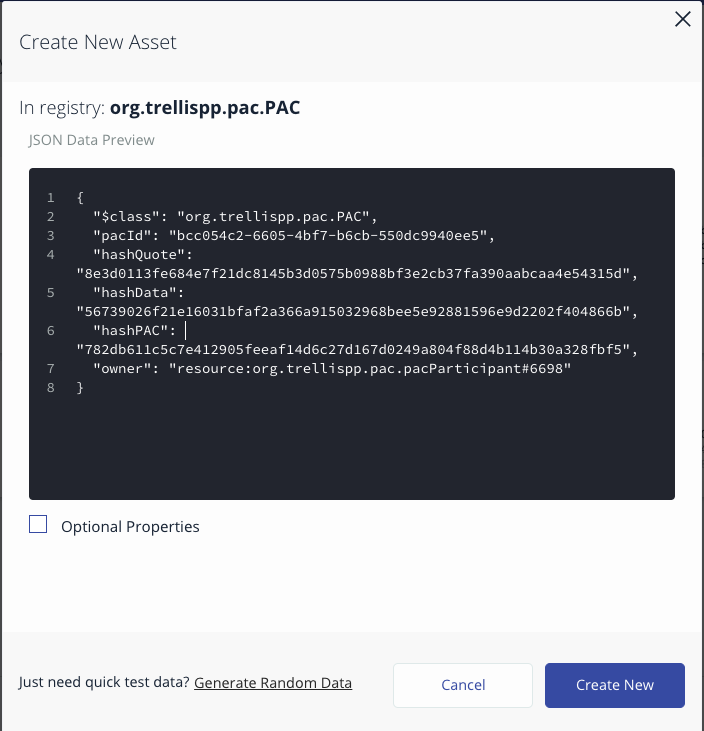 Create New Asset
In registry: org.trellispp.pac.PAC
JSON Data Preview
1 {
2 "$class": "org.trellispp.pac.PAC",
3 "pacId": "bcc054c2-6605-4bf7-b6cb-550dc9940ee5",
4 "hashQuote":
"8e3d0113fe684e7f21dc8145b3d0575b0988bf3e2cb37fa390aabcaa4e54315d",
5 "hashData":
"56739026f21e16031bfaf2a366a915032968bee5e92881596e9d2202f404866b",
6 "hashPAC":
"782db611c5c7e412905feeaf14d6c27d167d0249a804f88d4b114b30a328fbf5",
7 "owner": "resource:org.trellispp.pac.pacParticipant#6698"
8 }
Optional Properties
Just need quick test data? Generate Random Data
Cancel
Create New